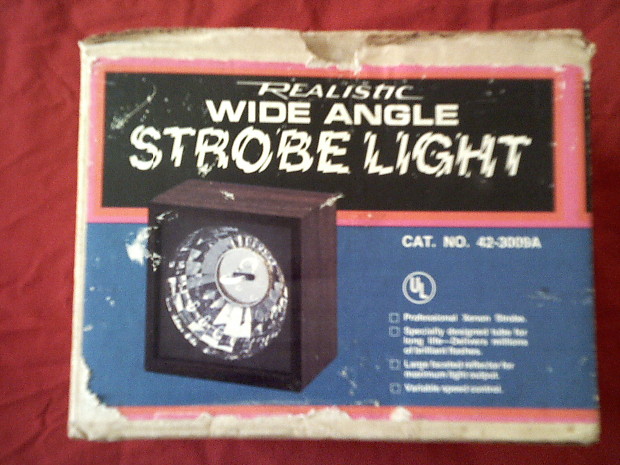 REALISTIC
WIDE ANGLE
STROBE LIGHT
CAT. NO. 42-3009A
UL
Professional Xenon Strobe.
Specially designed tube for
long life—Delivers millions
of brilliant flashes.
Large faceted reflector for
maximum light output.
Variable speed control.